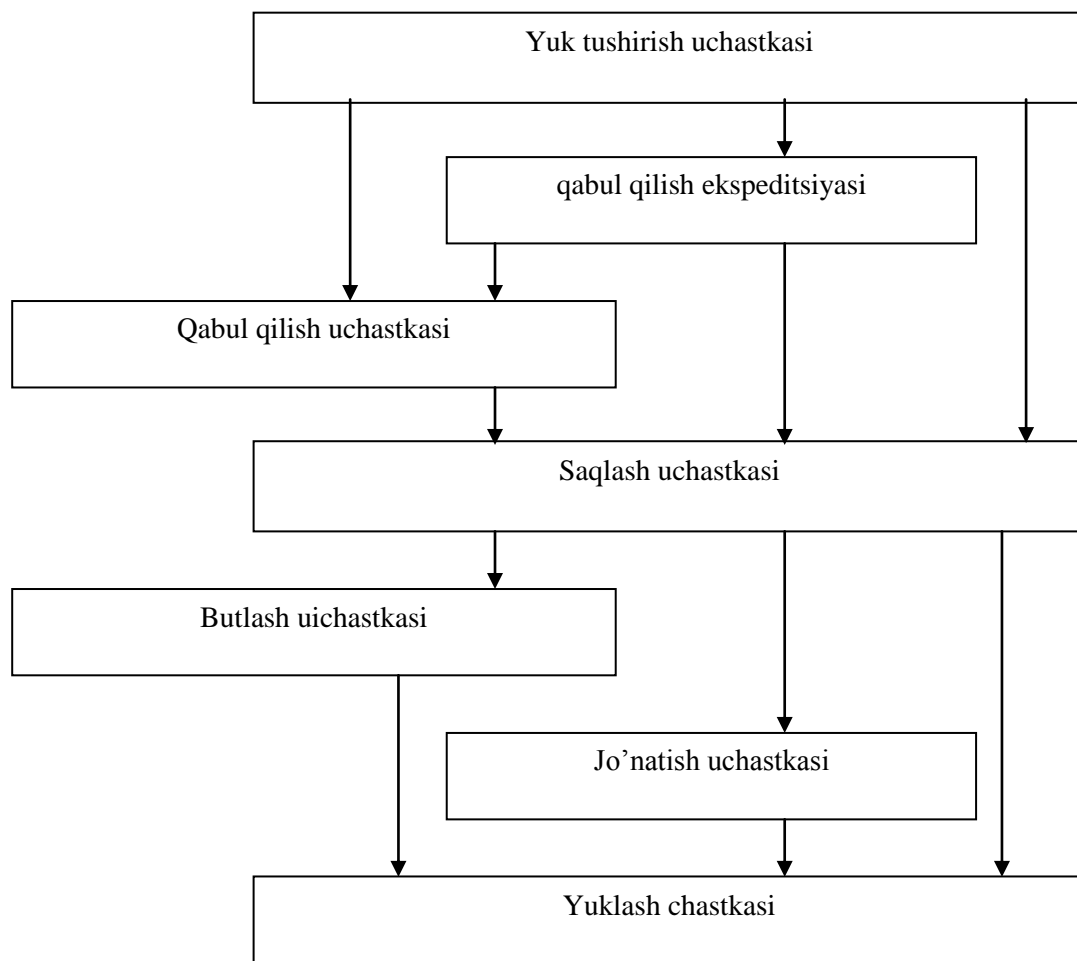 Yuk tushirish uchastkasi
qabul qilish ekspeditsiyasi
Qabul qilish uchastkasi
Saqlash uchastkasi
Butlash uichastkasi
Jo’natish uchastkasi
Yuklash chastkasi